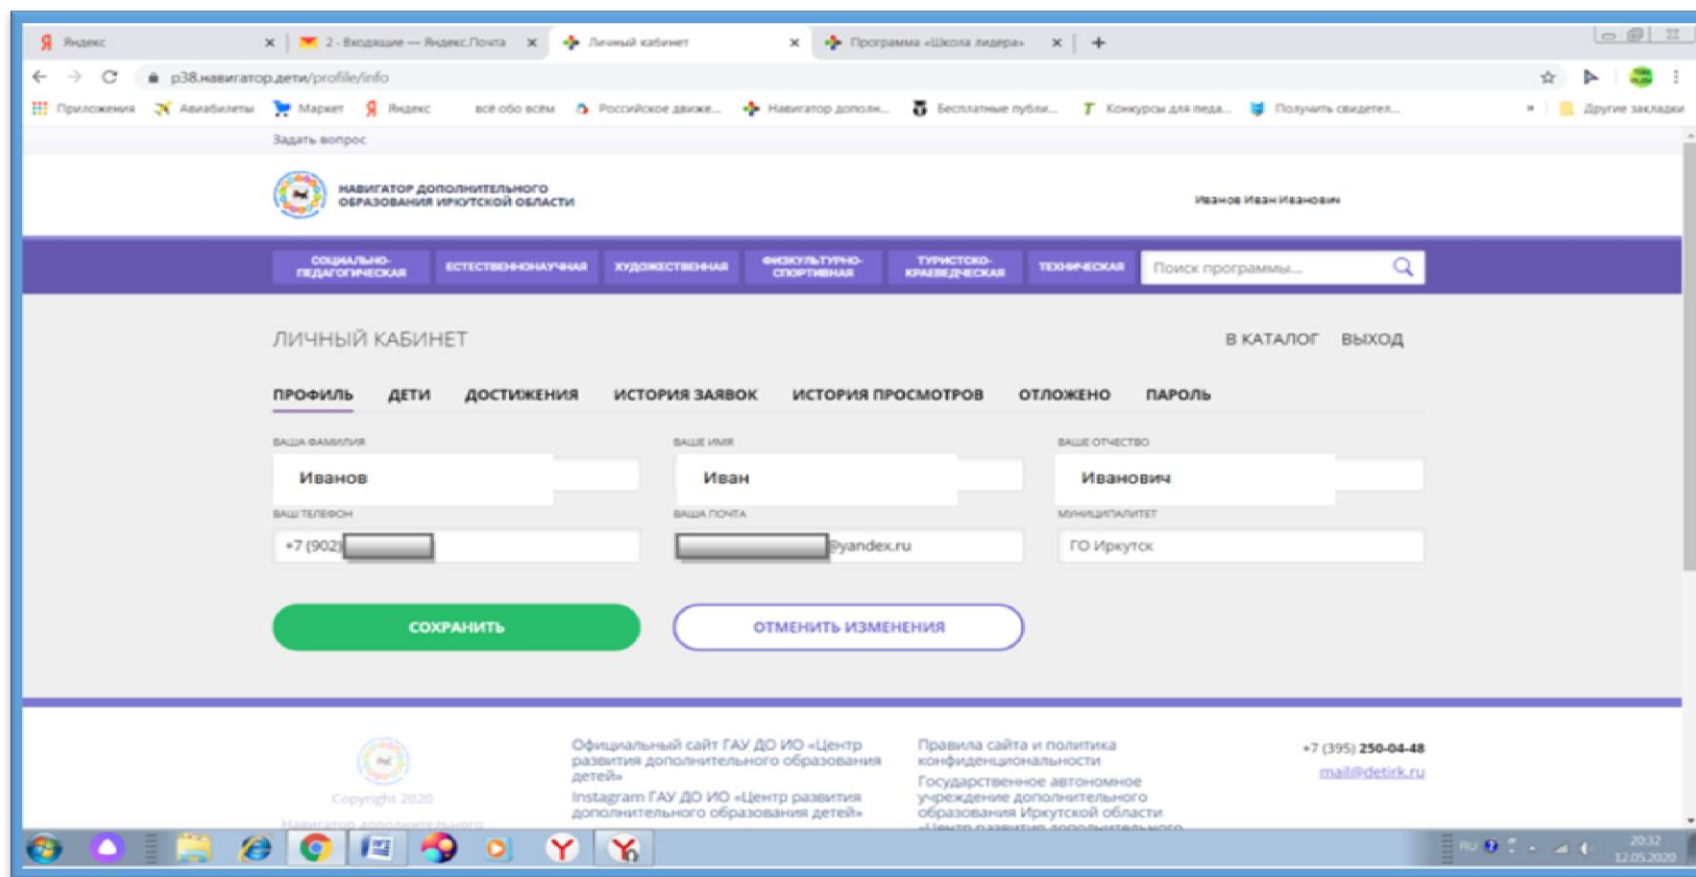 Яндекс
2 - Входящие — Яндекс.Почта
Личный кабинет
Программа «Школа лидера»
р38.навигатор.дети/profile/info
Приложения
Авиабилеты
Маркет
Яндекс
всё обо всём
Российское движе...
Навигатор дополн...
Бесплатные публи...
Конкурсы для педа...
Получить свидетел...
»
Другие закладки
Задать вопрос
НАВИГАТОР ДОПОЛНИТЕЛЬНОГО
ОБРАЗОВАНИЯ ИРКУТСКОЙ ОБЛАСТИ
Иванов Иван Иванович
СОЦИАЛЬНО-
ПЕДАГОГИЧЕСКАЯ
ЕСТЕСТВЕННОНАУЧНАЯ
ХУДОЖЕСТВЕННАЯ
ФИЗКУЛЬТУРНО-
СПОРТИВНАЯ
ТУРИСТСКО-
КРАЕВЕДЧЕСКАЯ
ТЕХНИЧЕСКАЯ
Поиск программы...
ЛИЧНЫЙ КАБИНЕТ
В КАТАЛОГ
ВЫХОД
ПРОФИЛЬ
ДЕТИ
ДОСТИЖЕНИЯ
ИСТОРИЯ ЗАЯВОК
ИСТОРИЯ ПРОСМОТРОВ
ОТЛОЖЕНО
ПАРОЛЬ
ВАША ФАМИЛИЯ
ВАШЕ ИМЯ
ВАШЕ ОТЧЕСТВО
Иванов
Иван
Иванович
ВАШ ТЕЛЕФОН
ВАША ПОЧТА
МУНИЦИПАЛИТЕТ
+7 (902)
@yandex.ru
ГО Иркутск
СОХРАНИТЬ
ОТМЕНИТЬ ИЗМЕНЕНИЯ
Copyright 2020
Навигатор дополнительного
Официальный сайт ГАУ ДО ИО «Центр
развития дополнительного образования
детей»
Instagram ГАУ ДО ИО «Центр развития
дополнительного образования детей»
Правила сайта и политика
конфиденциональности
Государственное автономное
учреждение дополнительного
образования Иркутской области
«Центр развития дополнительного
+7 (395) 250-04-48
mail@detirk.ru
RU
20:32
12.05.2020